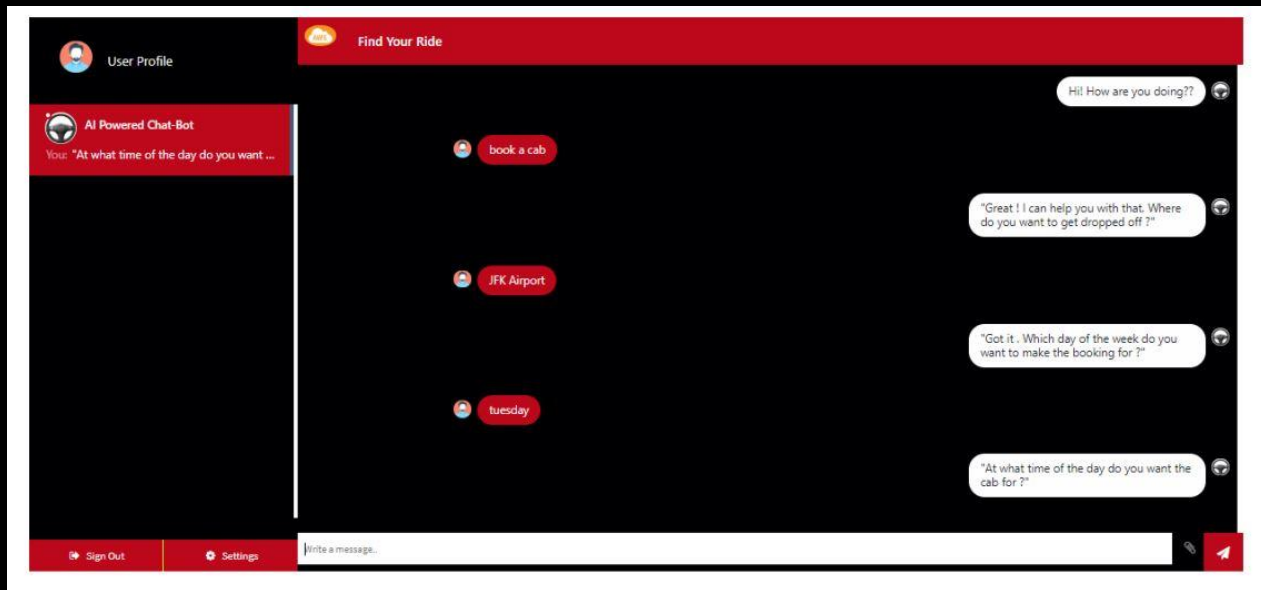 User Profile
AI Powered Chat-Bot
You: "At what time of the day do you want ...
Sign Out
Settings
Find Your Ride
Hi! How are you doing??
book a cab
"Great ! I can help you with that. Where
do you want to get dropped off ?"
JFK Airport
"Got it . Which day of the week do you
want to make the booking for ?"
tuesday
"At what time of the day do you want the
cab for ?"
Write a message..